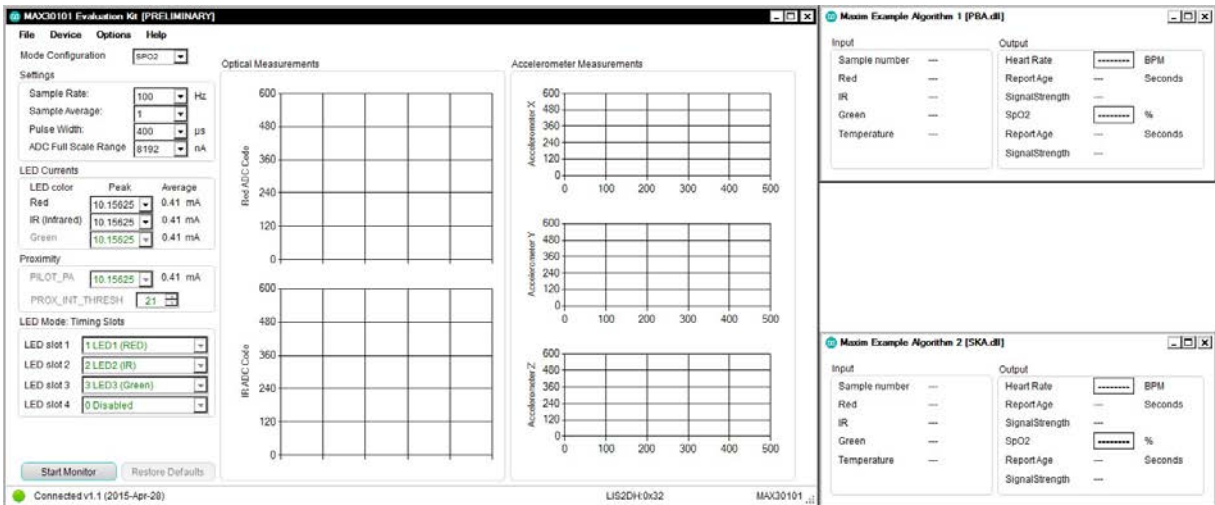 MAX30101 Evaluation Kit [PRELIMINARY]
File Device Options Help
Mode Configuration SPO2
Settings
Sample Rate: 100 Hz
Sample Average: 1
Pulse Width: 400 µs
ADC Full Scale Range 8192 nA
LED Currents
LED color Peak Average
Red 10.15625 0.41 mA
IR (Infrared) 10.15625 0.41 mA
Green 10.15625 0.41 mA
Proximity
PILOT_PA 10.15625 0.41 mA
PROX_INT_THRESH 21
LED Mode: Timing Slots
LED slot 1 1 LED1 (RED)
LED slot 2 2 LED2 (IR)
LED slot 3 3 LED3 (Green)
LED slot 4 0 Disabled
Start Monitor Restore Defaults
Connected v1.1 (2015-Apr-28) LIS2DH:0x32 MAX30101
Optical Measurements
Red ADC Code
600
480
360
240
120
0
IR ADC Code
600
480
360
240
120
0
Accelerometer Measurements
Accelerometer X
600
480
360
240
120
0
0 100 200 300 400 500
Accelerometer Y
600
480
360
240
120
0
0 100 200 300 400 500
Accelerometer Z
600
480
360
240
120
0
0 100 200 300 400 500
Maxim Example Algorithm 1 [PBA.dll]
Input
Sample number ---
Red ---
IR ---
Green ---
Temperature ---
Output
Heart Rate -------- BPM
ReportAge --- Seconds
SignalStrength ---
SpO2 -------- %
ReportAge --- Seconds
SignalStrength ---
Maxim Example Algorithm 2 [SKA.dll]
Input
Sample number ---
Red ---
IR ---
Green ---
Temperature ---
Output
Heart Rate -------- BPM
ReportAge --- Seconds
SignalStrength ---
SpO2 -------- %
ReportAge --- Seconds
SignalStrength ---